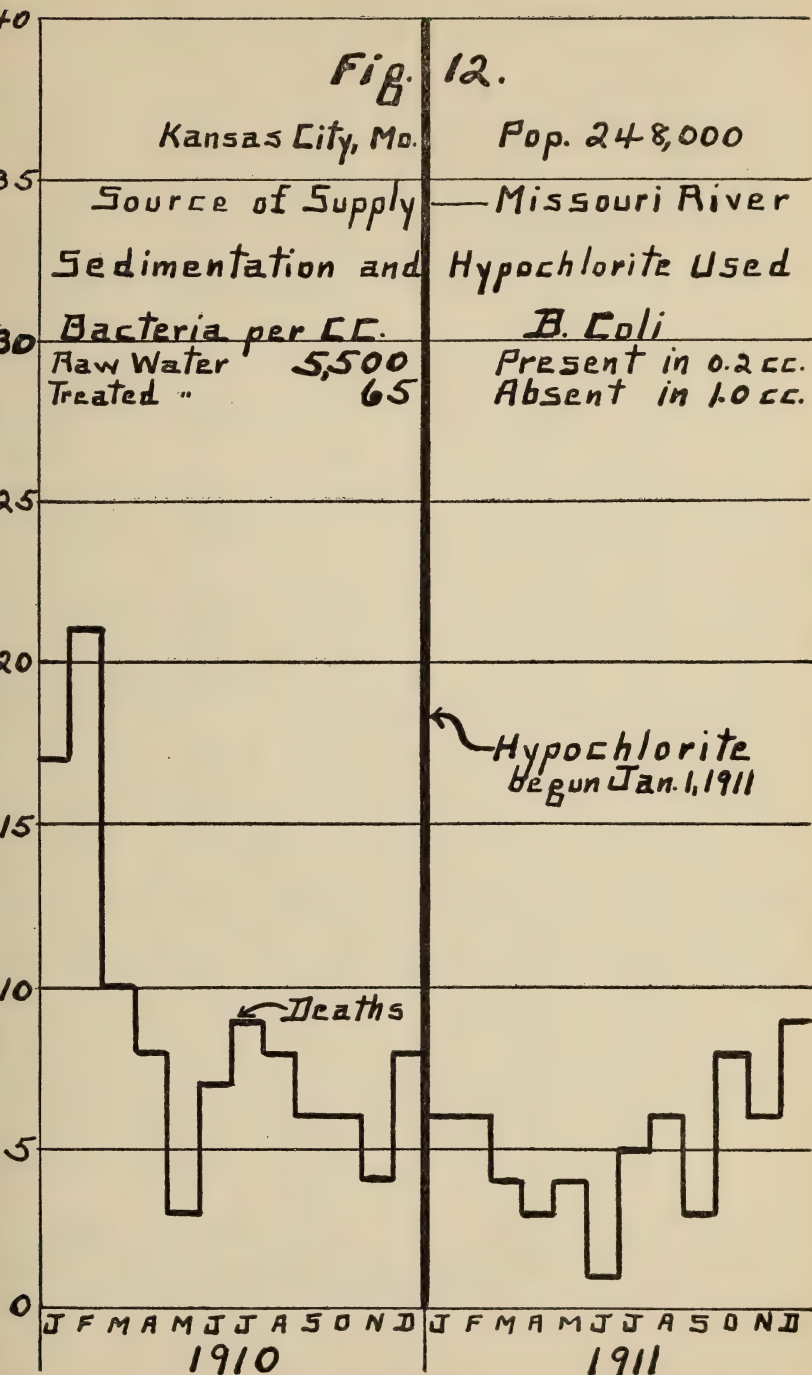 Fig. 12.
Kansas City, Mo. Pop. 248,000
Source of Supply — Missouri River
Sedimentation and Hypochlorite Used
Bacteria per CC. B. Coli
Raw Water 5,500 Present in 0.2 cc.
Treated " 65 Absent in 1.0 cc.
40
35
30
25
20
15
10
5
0
Hypochlorite
begun Jan. 1, 1911
Deaths
J F M A M J J A S O N D J F M A M J J A S O N D
1910 1911